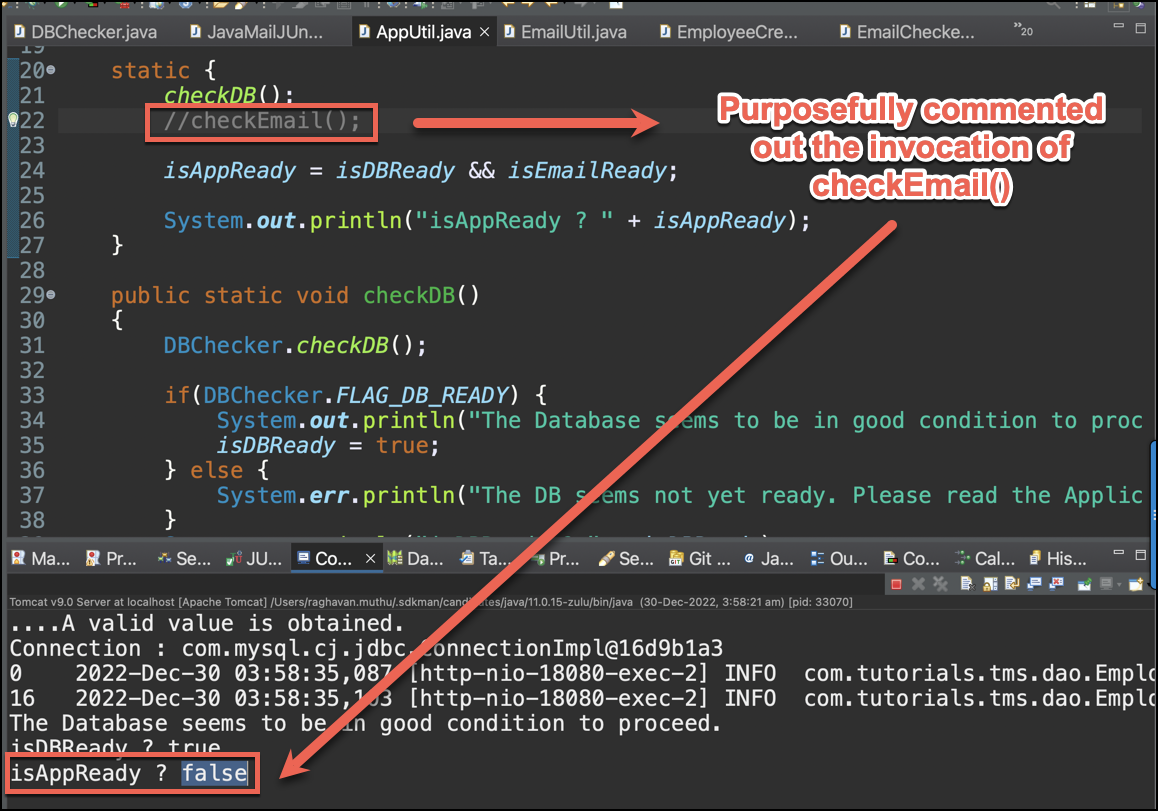 DBChecker.java JavaMailJUn... AppUtil.java EmailUtil.java EmployeeCre... EmailChecke... 20
19
20 static {
21 checkDB();
22 //checkEmail();
23
24 isAppReady = isDBReady && isEmailReady;
25
26 System.out.println("isAppReady ? " + isAppReady);
27 }
28
29 public static void checkDB()
30 {
31 DBChecker.checkDB();
32
33 if(DBChecker.FLAG_DB_READY) {
34 System.out.println("The Database seems to be in good condition to proc
35 isDBReady = true;
36 } else {
37 System.err.println("The DB seems not yet ready. Please read the Applic
38 }
Purposefully commented
out the invocation of
checkEmail()
Ma... Pr... Se... JU... Co... Da... Ta... Pr... Se... Git ... Ja... Ou... Co... Cal... His...
Tomcat v9.0 Server at localhost [Apache Tomcat] /Users/raghavan.muthu/.sdkman/candidates/java/11.0.15-zulu/bin/java (30-Dec-2022, 3:58:21 am) [pid: 33070]
....A valid value is obtained.
Connection : com.mysql.cj.jdbc.ConnectionImpl@16d9b1a3
0 2022-Dec-30 03:58:35,087 [http-nio-18080-exec-2] INFO com.tutorials.tms.dao.Emplo
16 2022-Dec-30 03:58:35,103 [http-nio-18080-exec-2] INFO com.tutorials.tms.dao.Emplo
The Database seems to be in good condition to proceed.
isDBReady ? true
isAppReady ? false